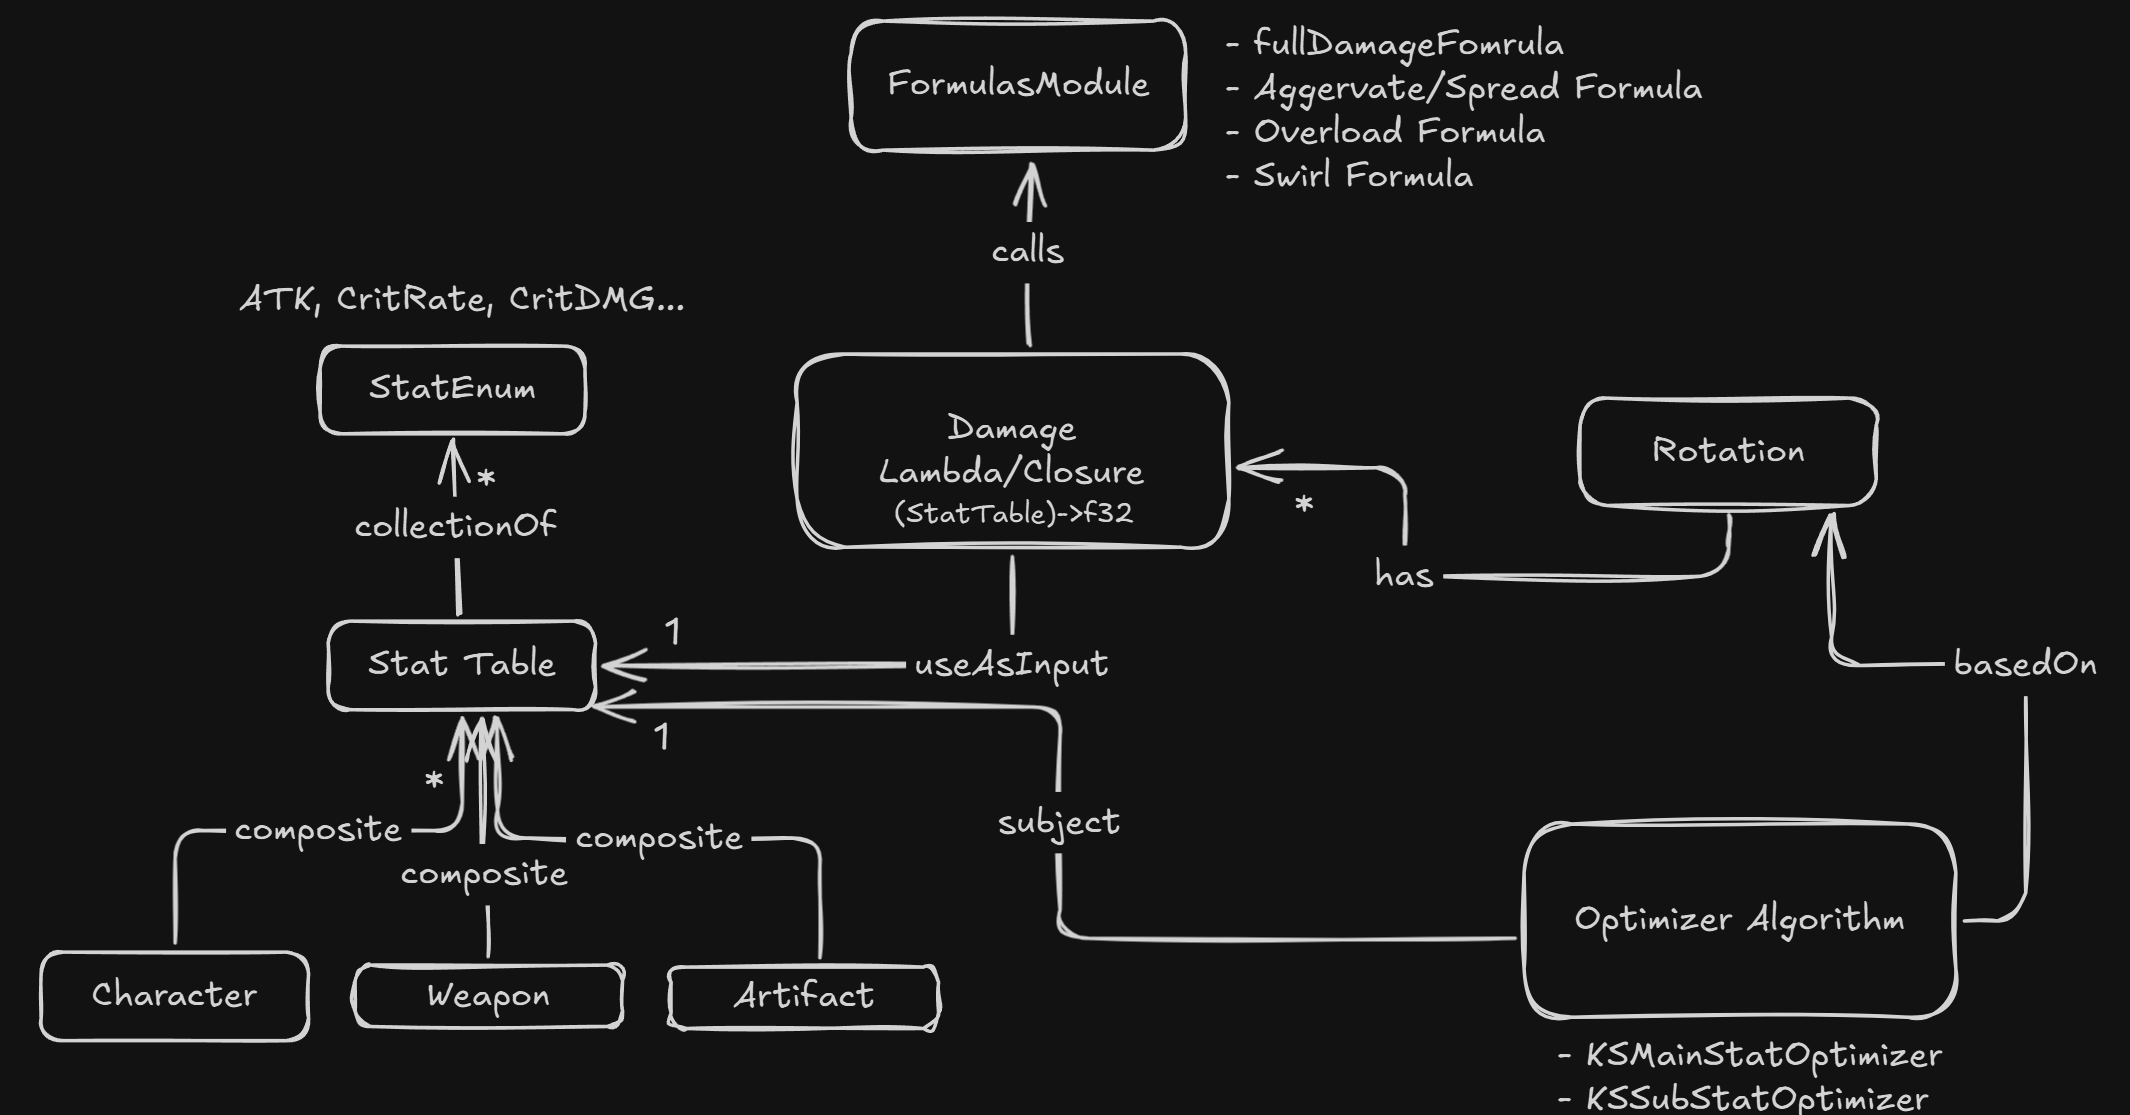 FormulasModule
- fullDamageFomrula
- Aggervate/Spread Formula
- Overload Formula
- Swirl Formula
calls
ATK, CritRate, CritDMG...
StatEnum
*
collectionOf
Damage
Lambda/Closure
(StatTable)->f32
Rotation
*
has
1
Stat Table
useAsInput
basedOn
1
*
composite
composite
composite
subject
Optimizer Algorithm
Character
Weapon
Artifact
- KSMainStatOptimizer
- KSSubStatOptimizer